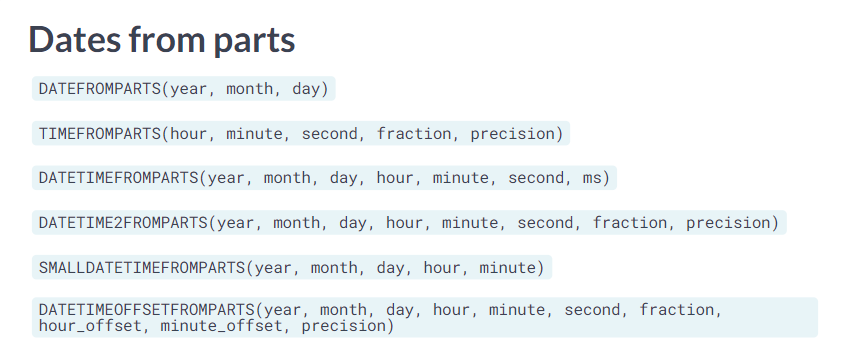 Dates from parts
DATEFROMPARTS(year, month, day)
TIMEFROMPARTS(hour, minute, second, fraction, precision)
DATETIMEFROMPARTS(year, month, day, hour, minute, second, ms)
DATETIME2FROMPARTS(year, month, day, hour, minute, second, fraction, precision)
SMALLDATETIMEFROMPARTS(year, month, day, hour, minute)
DATETIMEOFFSETFROMPARTS(year, month, day, hour, minute, second, fraction,
hour_offset, minute_offset, precision)